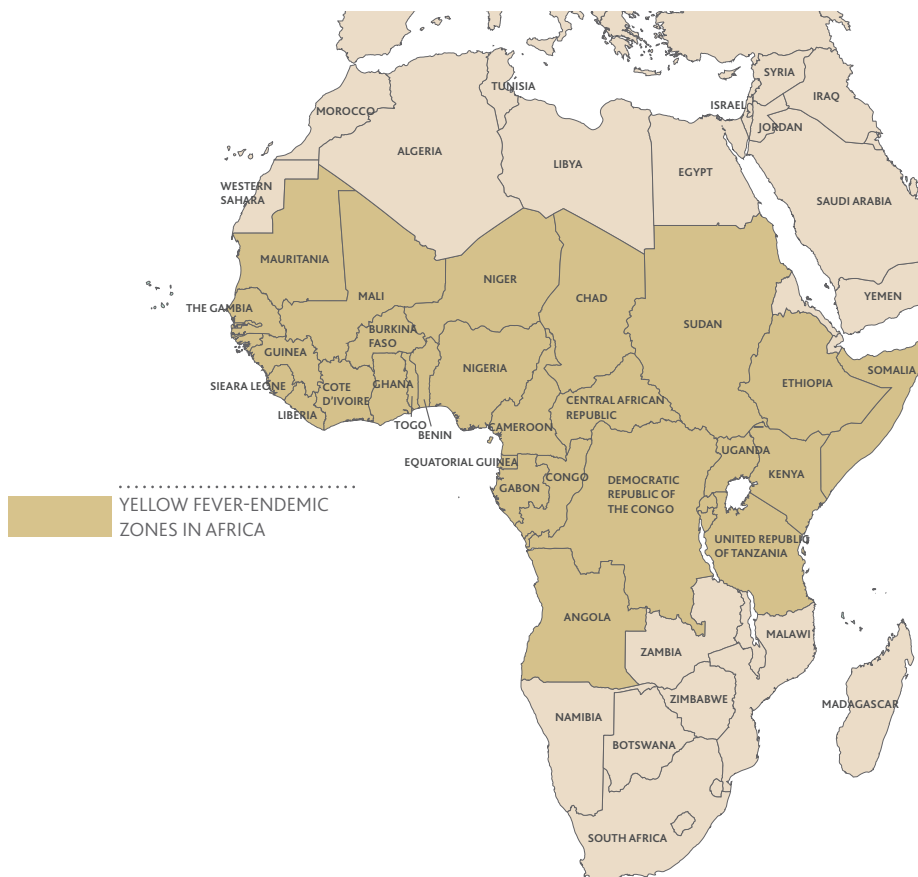 SYRIA
TUNISIA
IRAQ
ISRAEL
MOROCCO
JORDAN
ALGERIA
LIBYA
EGYPT
WESTERN
SAHARA
SAUDI ARABIA
MAURITANIA
NIGER
MALI
CHAD
YEMEN
THE GAMBIA
SUDAN
BURKINA
FASO
GUINEA
NIGERIA
SOMALIA
SIEARA LEONE
COTE
D'IVOIRE
GHANA
ETHIOPIA
CENTRAL AFRICAN
REPUBLIC
LIBERIA
TOGO
BENIN
CAMEROON
UGANDA
EQUATORIAL GUINEA
GABON
CONGO
DEMOCRATIC
REPUBLIC OF
THE CONGO
KENYA
YELLOW FEVER-ENDEMIC
ZONES IN AFRICA
UNITED REPUBLIC
OF TANZANIA
ANGOLA
MALAWI
ZAMBIA
ZIMBABWE
MADAGASCAR
NAMIBIA
BOTSWANA
SOUTH AFRICA